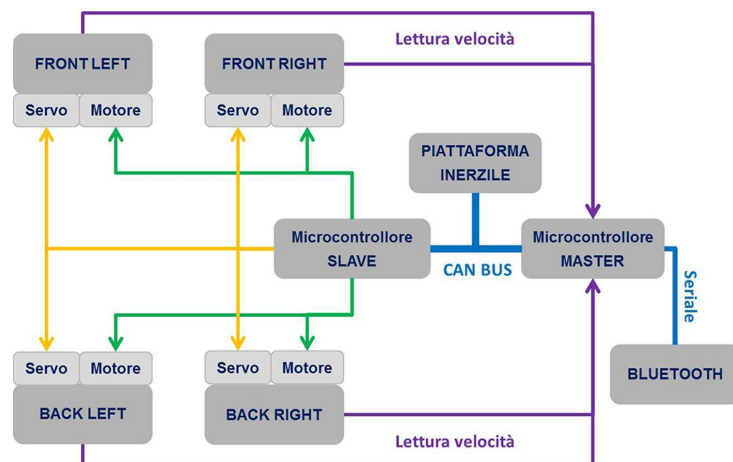 Lettura velocità
FRONT LEFT
FRONT RIGHT
Servo
Motore
Servo
Motore
PIATTAFORMA
INERZILE
Microcontrollore
SLAVE
Microcontrollore
MASTER
CAN BUS
Seriale
Servo
Motore
Servo
Motore
BLUETOOTH
BACK LEFT
BACK RIGHT
Lettura velocità